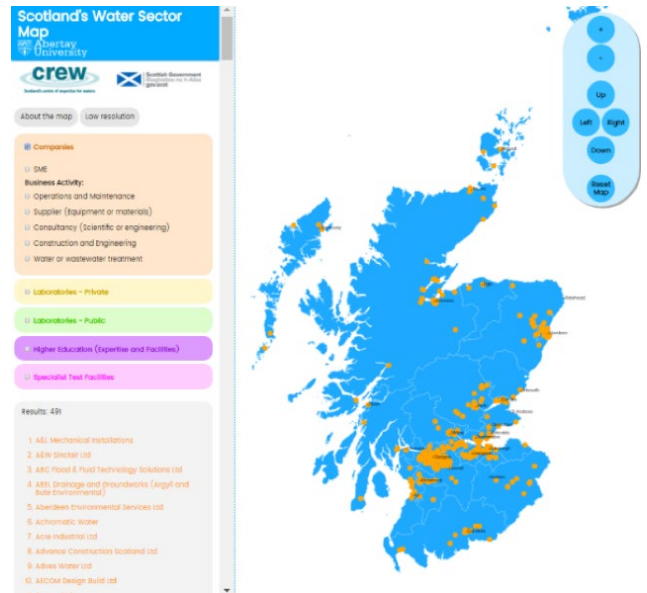 Scotland's Water Sector
Map
Abertay
University
crew
Scotland's centre of expertise for waters
Scottish Government
Riaghaltas na h-Alba
gov.scot
About the map
Low resolution
Companies
SME
Business Activity:
Operations and Maintenance
Supplier (Equipment or materials)
Consultancy (Scientific or engineering)
Construction and Engineering
Water or wastewater treatment
Laboratories - Private
Laboratories - Public
Higher Education (Expertise and Facilities)
Specialist Test Facilities
Results: 491
1. A&L Mechanical Installations
2. A&W Sinclair Ltd
3. ABC Flood & Fluid Technology Solutions Ltd
4. ABEL Drainage and Groundworks (Argyll and
Bute Environmental)
5. Aberdeen Environmental Services Ltd
6. Achromatic Water
7. Acre Industrial Ltd
8. Advance Construction Scotland Ltd
9. Advies Water Ltd
10. AECOM Design Build Ltd
+
-
Up
Left
Right
Down
Reset
Map
Peterhead
Aberdeen